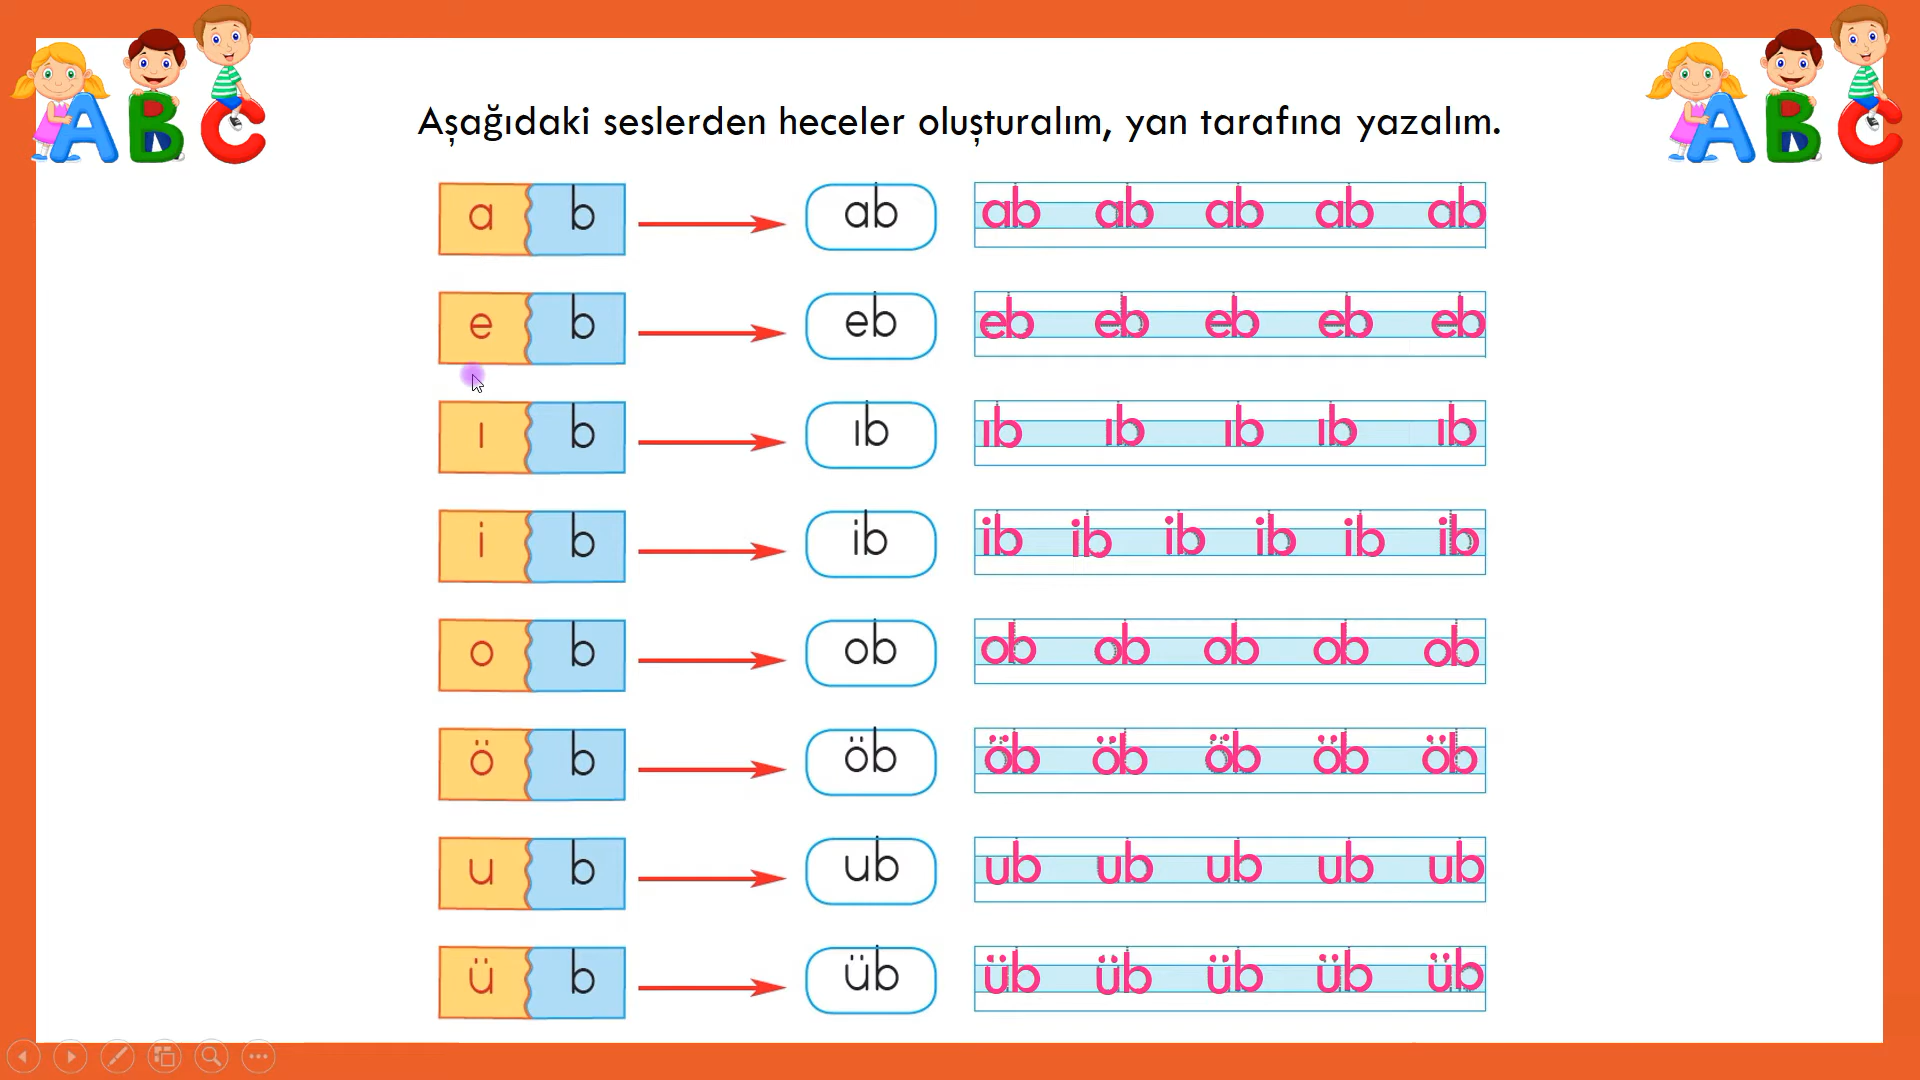 ABC ABC
Aşağıdaki seslerden heceler oluşturalım, yan tarafına yazalım.
a b ab ab ab ab ab ab
e b eb eb eb eb eb eb
ı b ıb ıb ıb ıb ıb ıb
i b ib ib ib ib ib ib ib
o b ob ob ob ob ob ob
ö b öb öb öb öb öb öb
u b ub ub ub ub ub ub
ü b üb üb üb üb üb üb